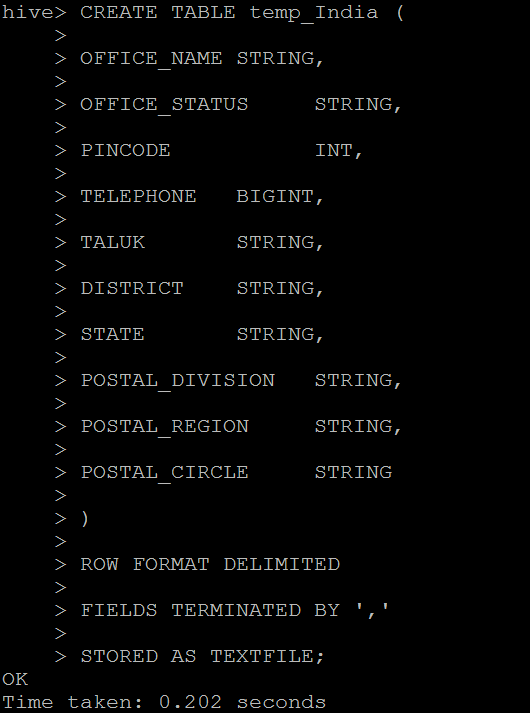 hive> CREATE TABLE temp_India (
    >
    > OFFICE_NAME STRING,
    >
    > OFFICE_STATUS     STRING,
    >
    > PINCODE           INT,
    >
    > TELEPHONE   BIGINT,
    >
    > TALUK       STRING,
    >
    > DISTRICT    STRING,
    >
    > STATE       STRING,
    >
    > POSTAL_DIVISION   STRING,
    >
    > POSTAL_REGION     STRING,
    >
    > POSTAL_CIRCLE     STRING
    >
    > )
    >
    > ROW FORMAT DELIMITED
    >
    > FIELDS TERMINATED BY ','
    >
    > STORED AS TEXTFILE;
OK
Time taken: 0.202 seconds